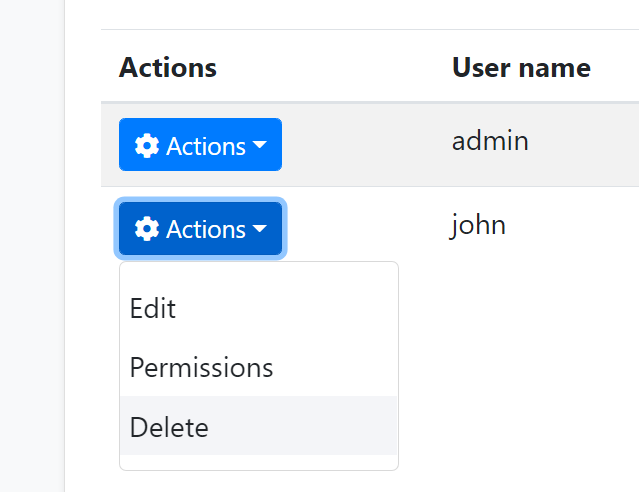 Actions User name
Actions admin
Actions john
Edit
Permissions
Delete